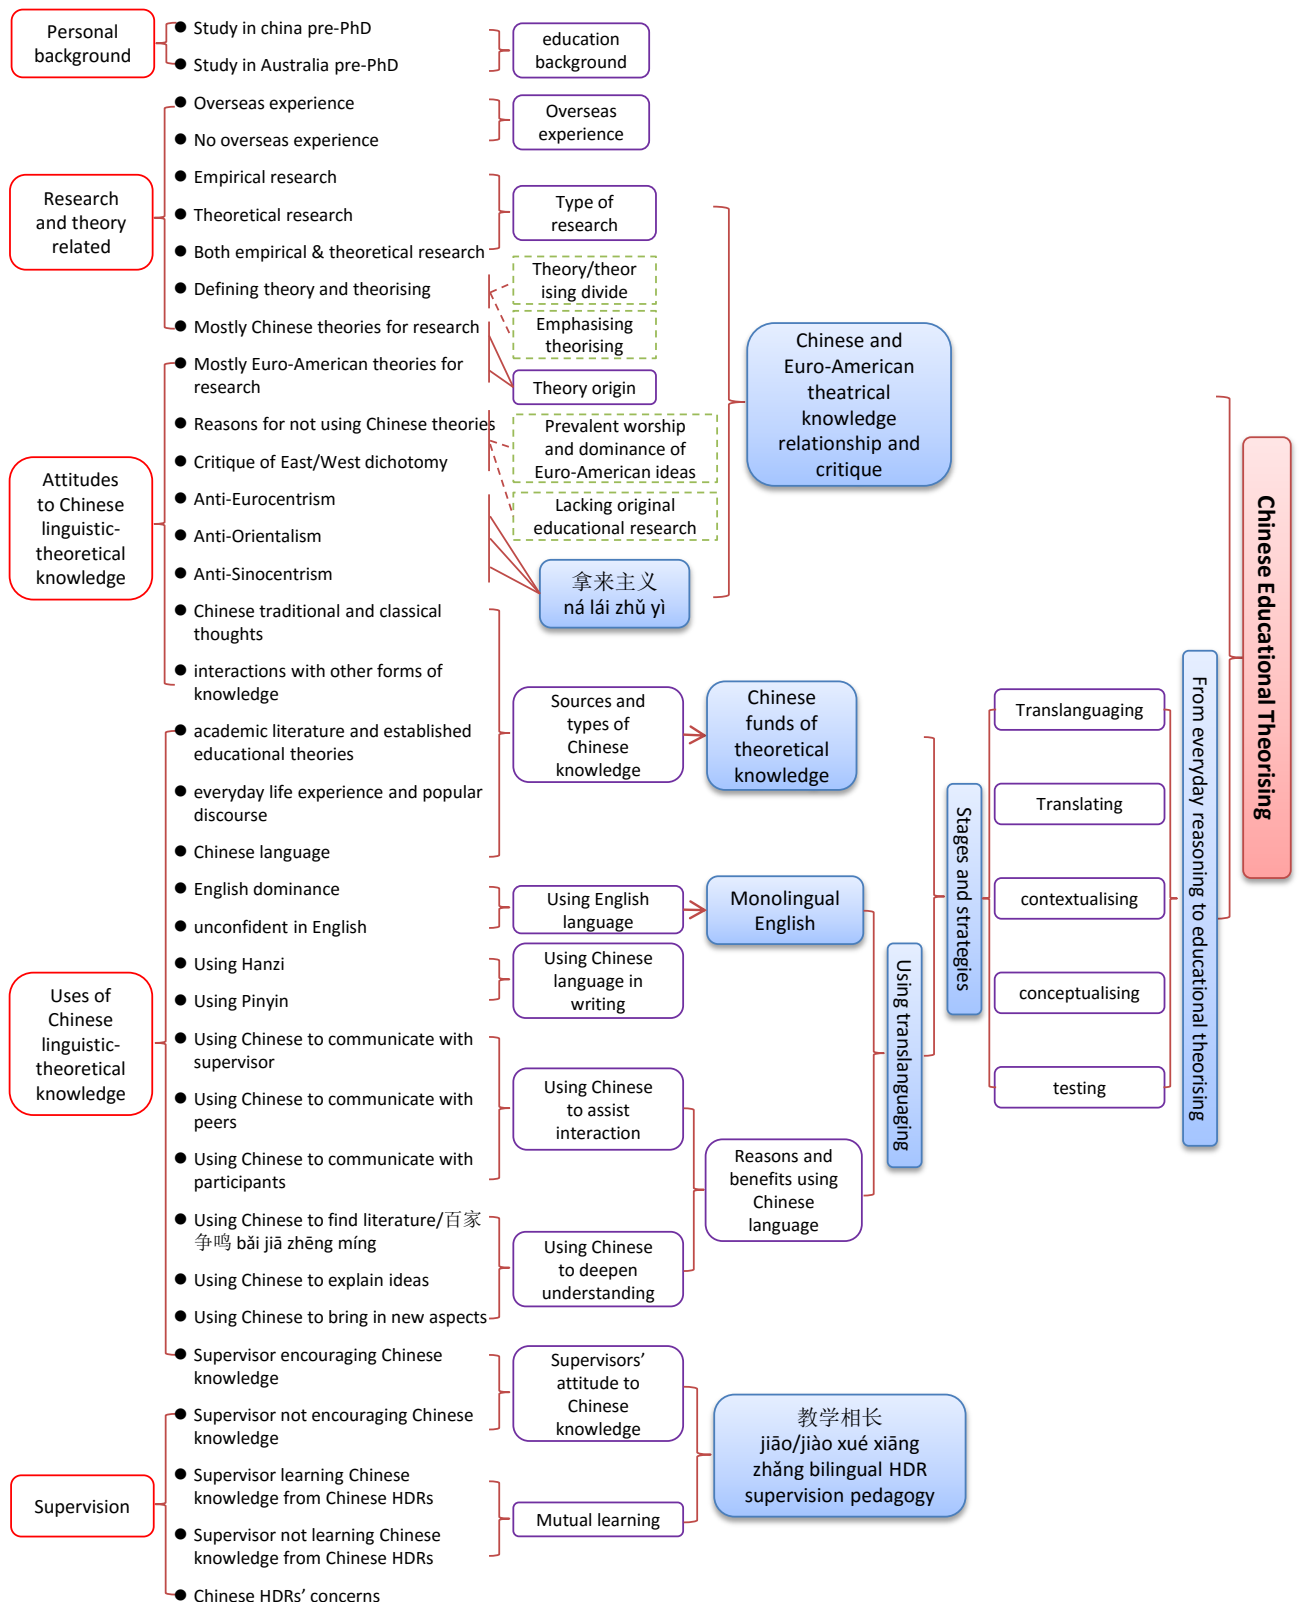 Personal
background
Research
and theory
related
Attitudes
to Chinese
linguistic-
theoretical
knowledge
Uses of
Chinese
linguistic-
theoretical
knowledge
Supervision
Study in china pre-PhD
Study in Australia pre-PhD
Overseas experience
No overseas experience
Empirical research
Theoretical research
Both empirical & theoretical research
Defining theory and theorising
Mostly Chinese theories for research
Mostly Euro-American theories for
research
Reasons for not using Chinese theories
Critique of East/West dichotomy
Anti-Eurocentrism
Anti-Orientalism
Anti-Sinocentrism
Chinese traditional and classical
thoughts
interactions with other forms of
knowledge
academic literature and established
educational theories
everyday life experience and popular
discourse
Chinese language
English dominance
unconfident in English
Using Hanzi
Using Pinyin
Using Chinese to communicate with
supervisor
Using Chinese to communicate with
peers
Using Chinese to communicate with
participants
Using Chinese to find literature/百家
争鸣 bǎi jiā zhēng míng
Using Chinese to explain ideas
Using Chinese to bring in new aspects
Supervisor encouraging Chinese
knowledge
Supervisor not encouraging Chinese
knowledge
Supervisor learning Chinese
knowledge from Chinese HDRs
Supervisor not learning Chinese
knowledge from Chinese HDRs
Chinese HDRs' concerns
education
background
Overseas
experience
Type of
research
Theory/theor
ising divide
Emphasising
theorising
Theory origin
Prevalent worship
and dominance of
Euro-American ideas
Lacking original
educational research
拿来主义
ná lái zhǔ yì
Sources and
types of
Chinese
knowledge
Using English
language
Using Chinese
language in
writing
Using Chinese
to assist
interaction
Using Chinese
to deepen
understanding
Supervisors'
attitude to
Chinese
knowledge
Mutual learning
Chinese and
Euro-American
theatrical
knowledge
relationship and
critique
Chinese
funds of
theoretical
knowledge
Monolingual
English
Reasons and
benefits using
Chinese
language
教学相长
jiāo/jiào xué xiāng
zhǎng bilingual HDR
supervision pedagogy
Using translanguaging
Stages and strategies
Translanguaging
Translating
contextualising
conceptualising
testing
From everyday reasoning to educational theorising
Chinese Educational Theorising